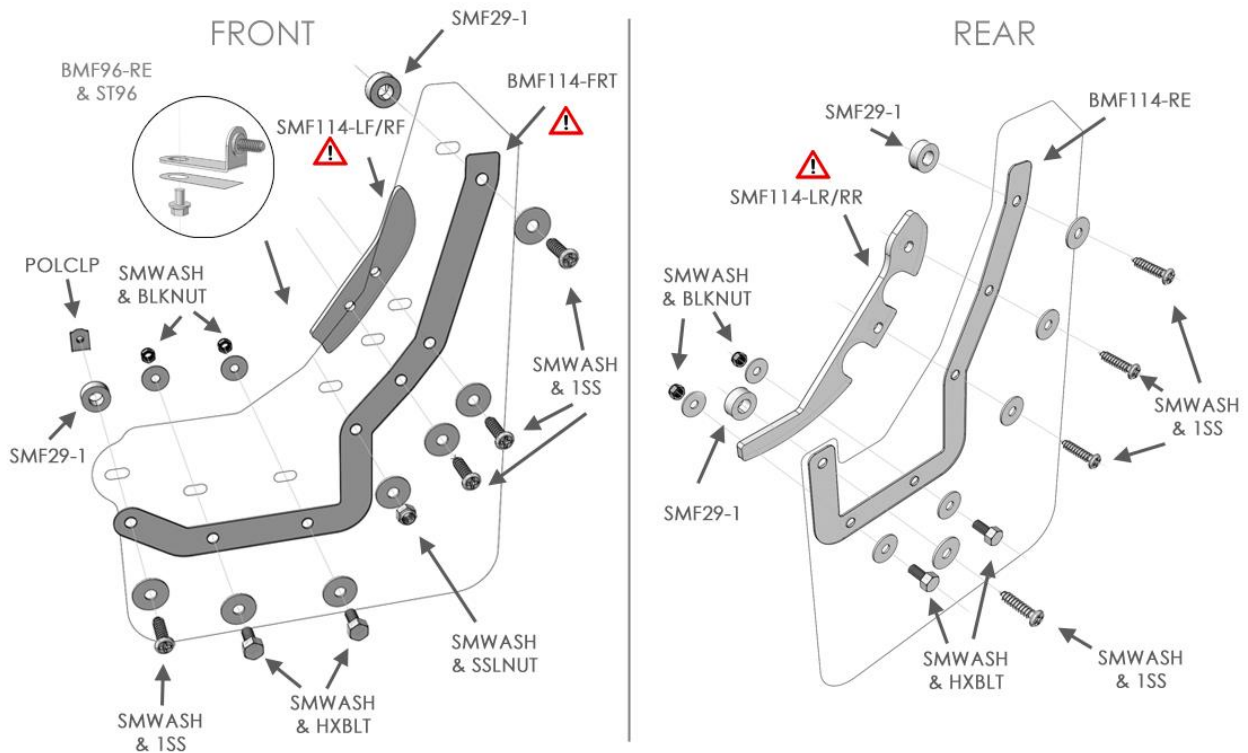 FRONT
SMF29-1
BMF96-RE
& ST96
BMF114-FRT
SMF114-LF/RF
POLCLP
SMWASH
& BLKNUT
SMWASH
& 1SS
SMF29-1
SMWASH
& SSLNUT
SMWASH
& HXBLT
SMWASH
& 1SS
REAR
BMF114-RE
SMF29-1
SMF114-LR/RR
SMWASH
& BLKNUT
SMWASH
& 1SS
SMF29-1
SMWASH
& HXBLT
SMWASH
& 1SS